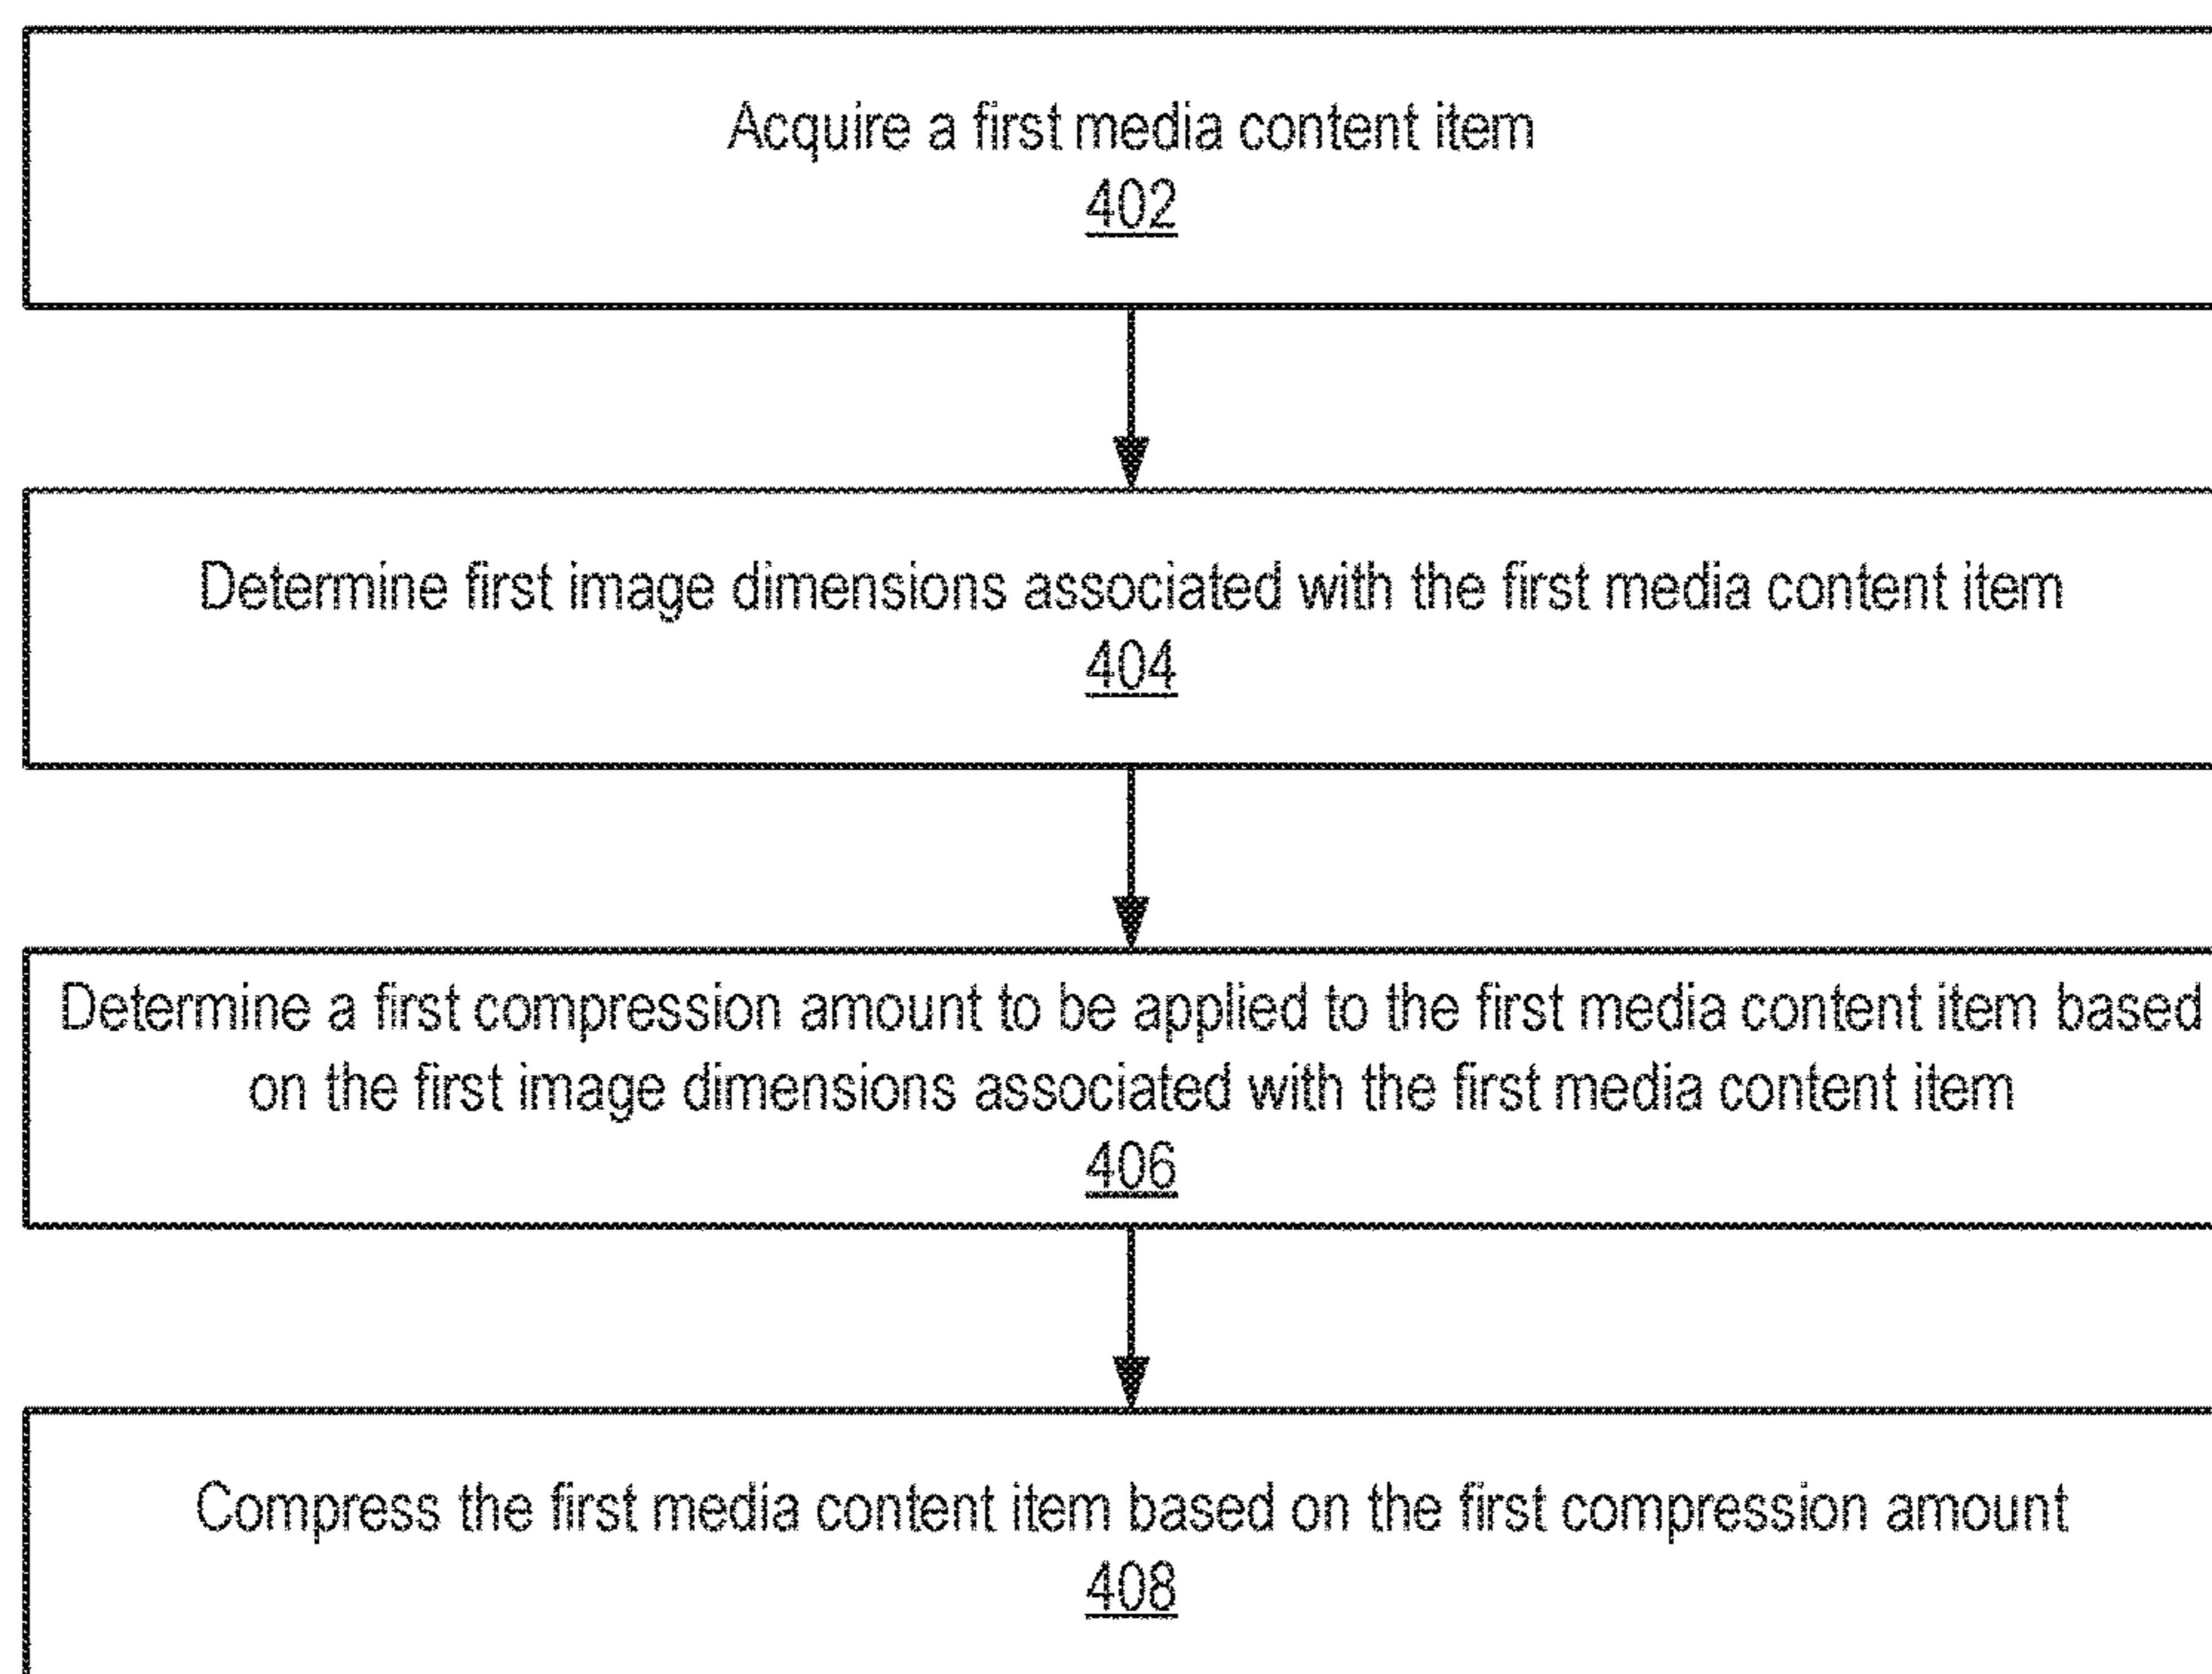 Acquire a first media content item
402
Determine first image dimensions associated with the first media content item
404
Determine a first compression amount to be applied to the first media content item based
on the first image dimensions associated with the first media content item
406
Compress the first media content item based on the first compression amount
408